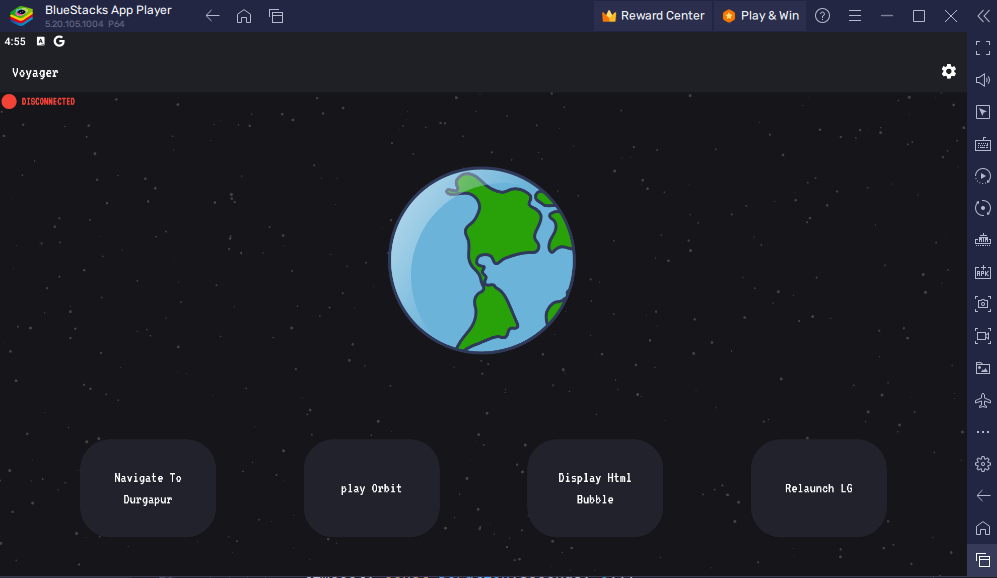 BlueStacks App Player
5.20.105.1004 P64
Reward Center
Play & Win
4:55
Voyager
DISCONNECTED
Navigate To
Durgapur
play Orbit
Display Html
Bubble
Relaunch LG
APK